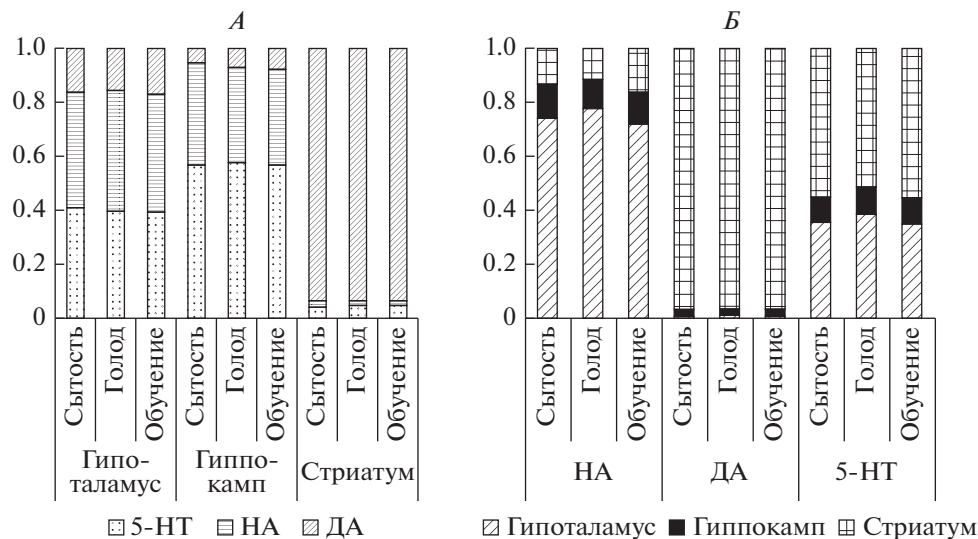 А
1.0
0.8
0.6
0.4
0.2
0
Сытость
Голод
Обучение
Сытость
Голод
Обучение
Сытость
Голод
Обучение
Гипо-
таламус
Гиппо-
камп
Стриатум
5-НТ НА ДА
Б
1.0
0.8
0.6
0.4
0.2
0
Сытость
Голод
Обучение
Сытость
Голод
Обучение
Сытость
Голод
Обучение
НА ДА 5-НТ
Гипоталамус Гиппокамп Стриатум